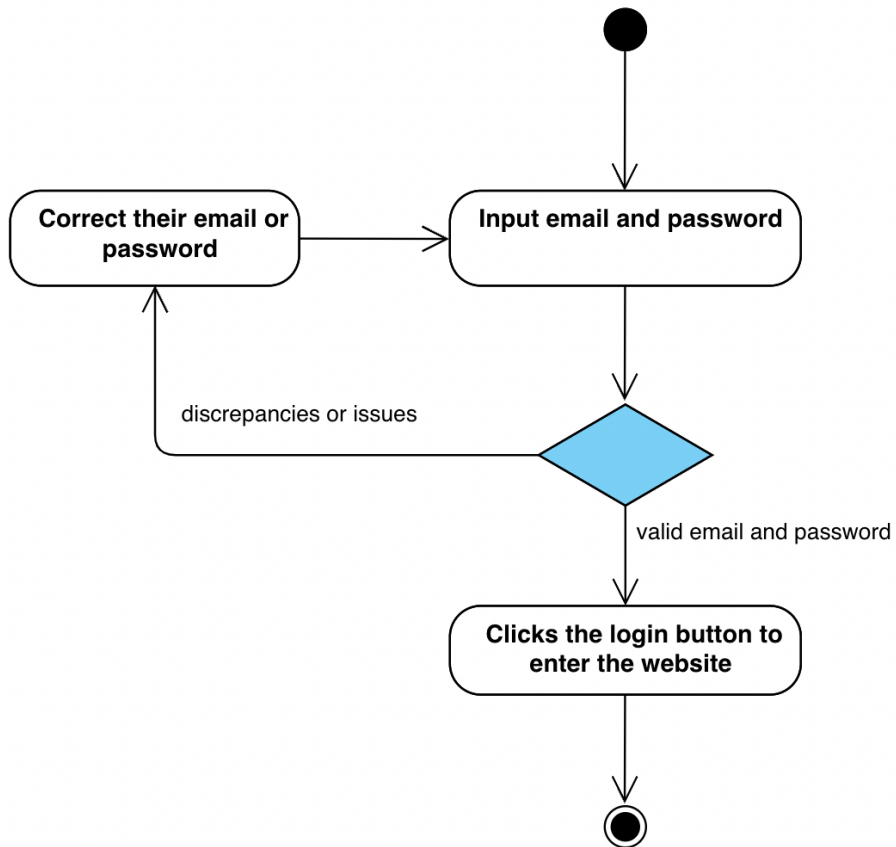 Correct their email or
password
Input email and password
discrepancies or issues
valid email and password
Clicks the login button to
enter the website